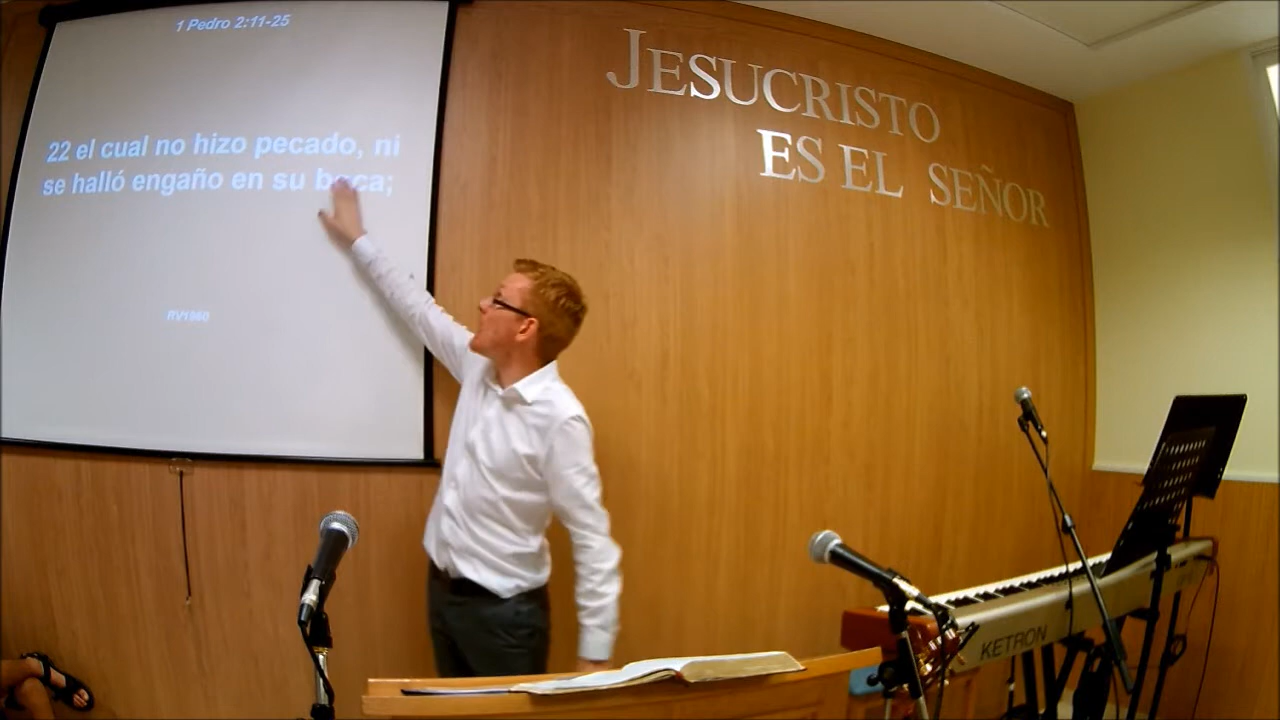 1 Pedro 2:11-25
22 el cual no hizo pecado, ni
se halló engaño en su boca;
RV1960
JESUCRISTO
ES EL SEÑOR
KETRON